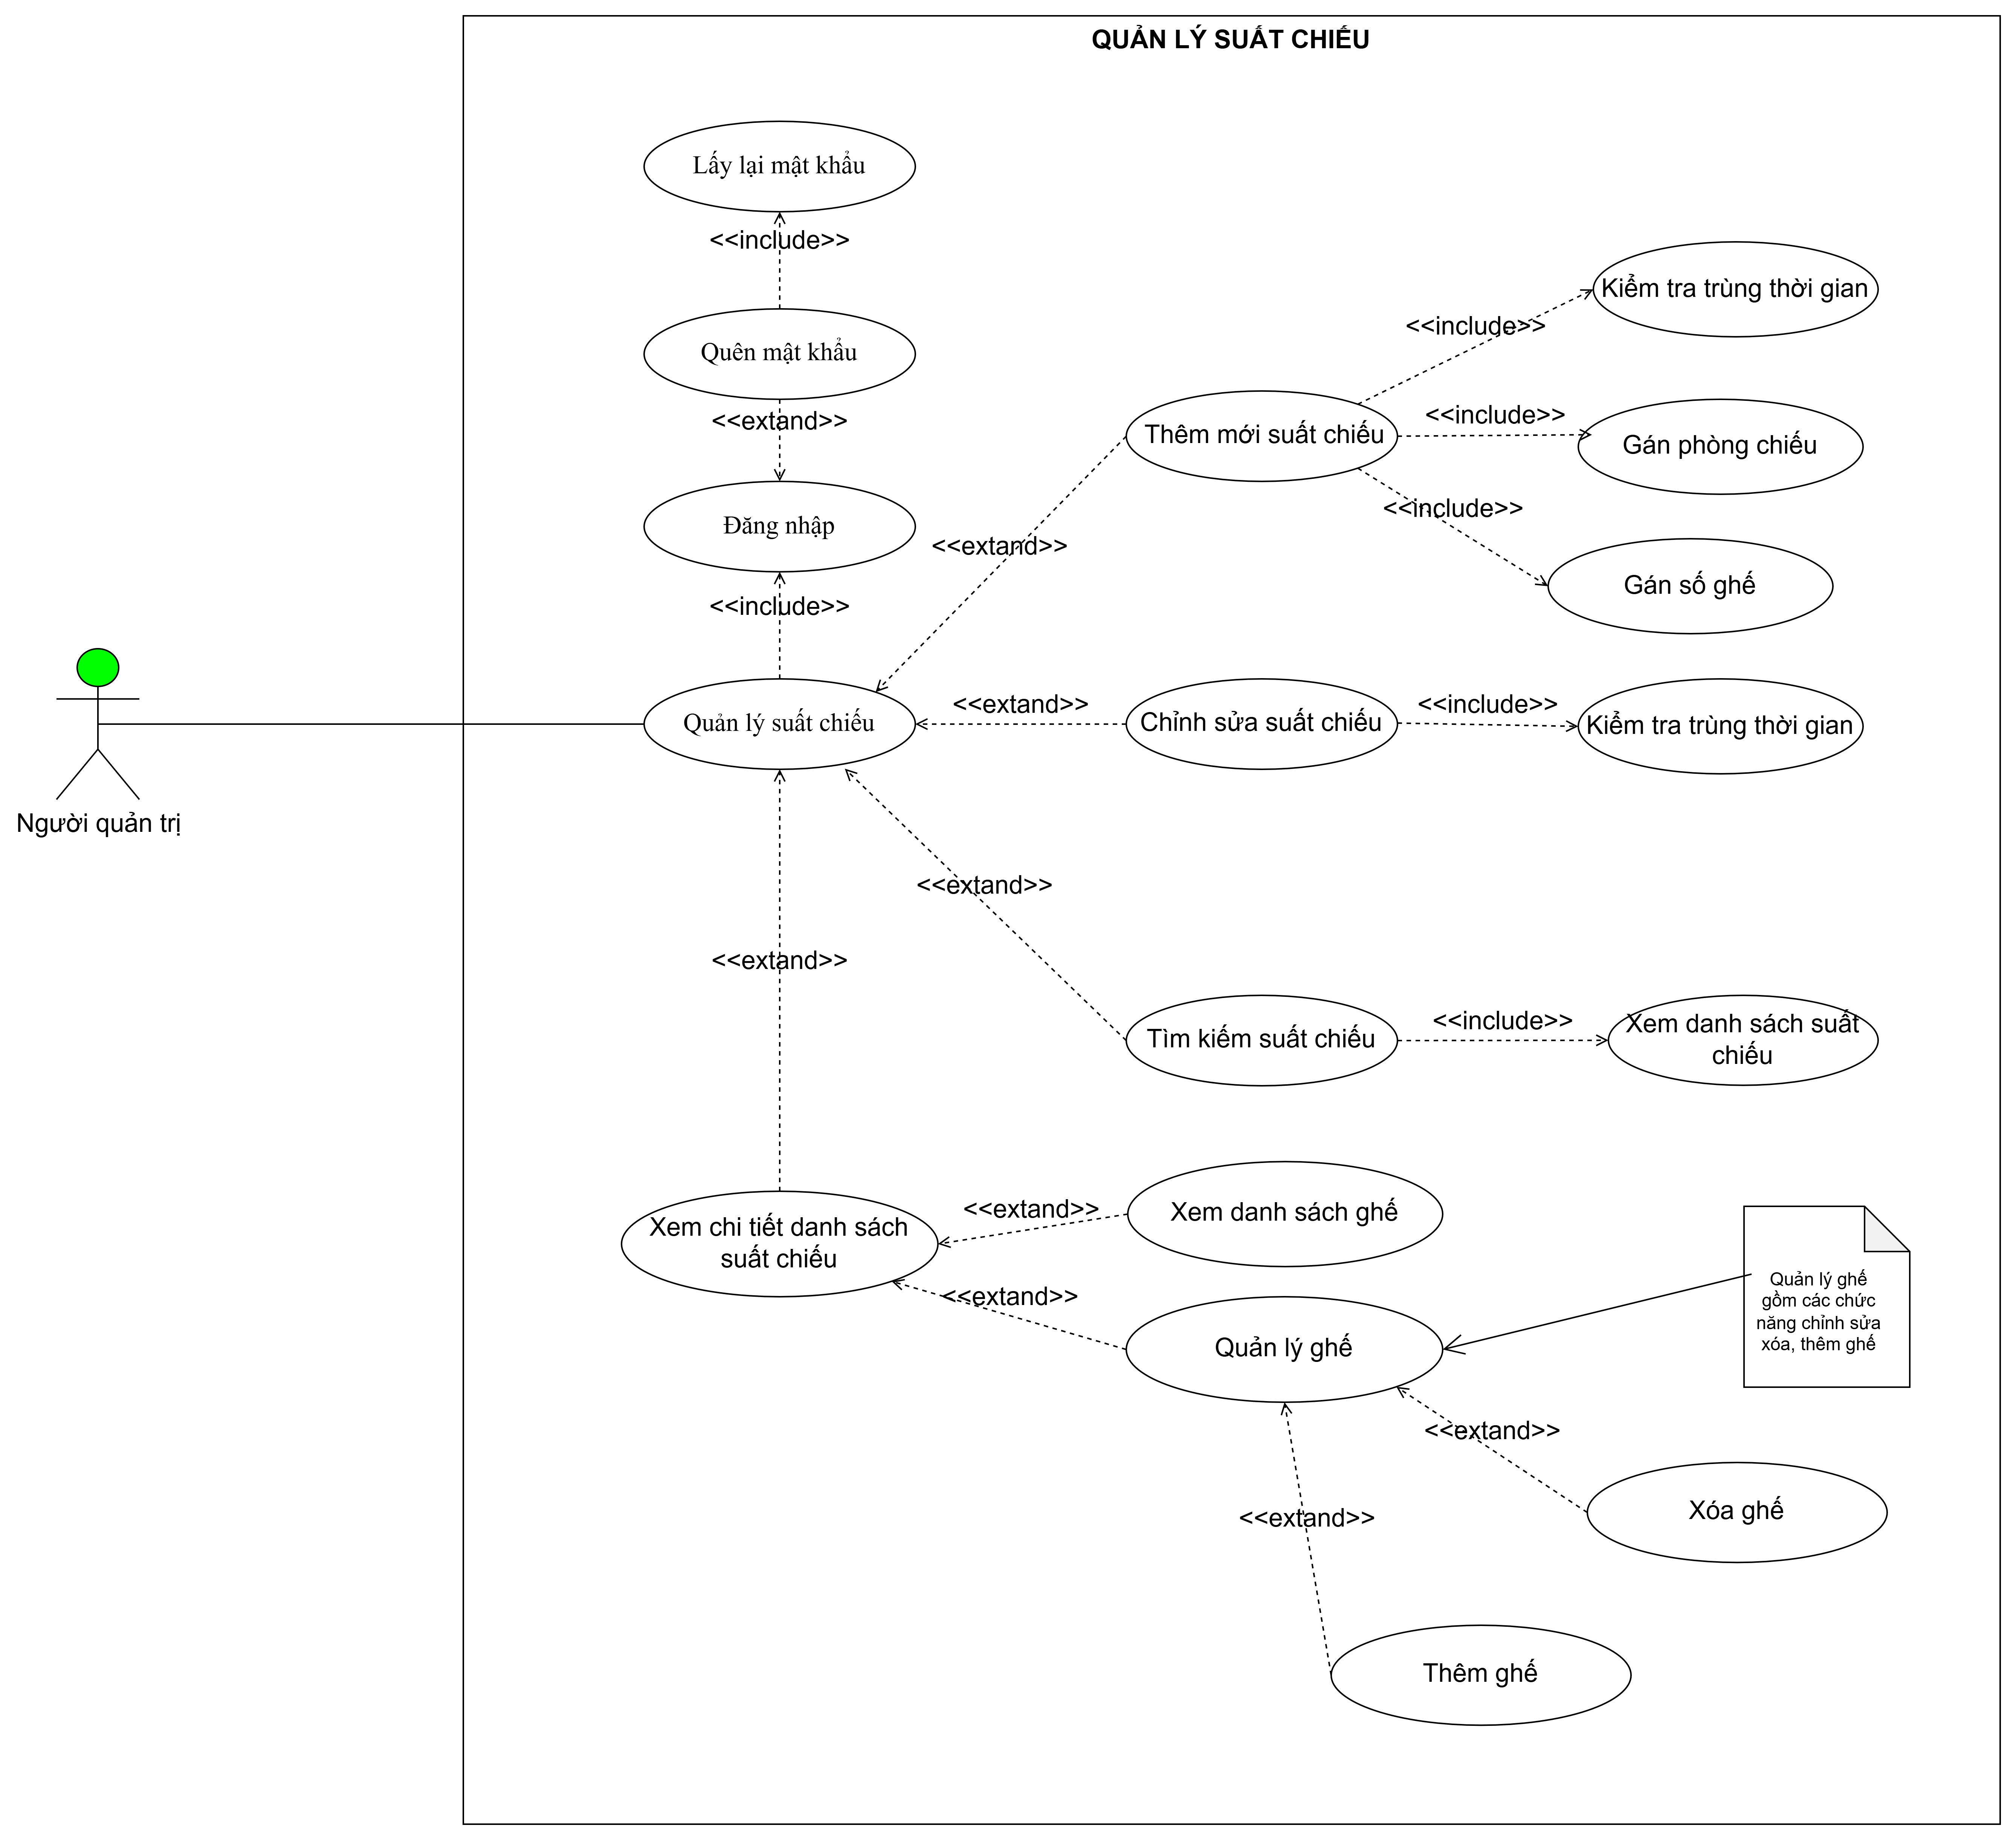 QUẢN LÝ SUẤT CHIẾU
Lấy lại mật khẩu
<<include>>
Quên mật khẩu
<<extand>>
Đăng nhập
<<include>>
Quản lý suất chiếu
Người quản trị
<<extand>>
Thêm mới suất chiếu
<<include>>
Kiểm tra trùng thời gian
<<include>>
Gán phòng chiếu
<<include>>
Gán số ghế
<<extand>>
Chỉnh sửa suất chiếu
<<include>>
Kiểm tra trùng thời gian
<<extand>>
<<extand>>
Tìm kiếm suất chiếu
<<include>>
Xem danh sách suất
chiếu
Xem chi tiết danh sách
suất chiếu
<<extand>>
Xem danh sách ghế
<<extand>>
Quản lý ghế
Quản lý ghế
gồm các chức
năng chỉnh sửa
xóa, thêm ghế
<<extand>>
Xóa ghế
<<extand>>
Thêm ghế